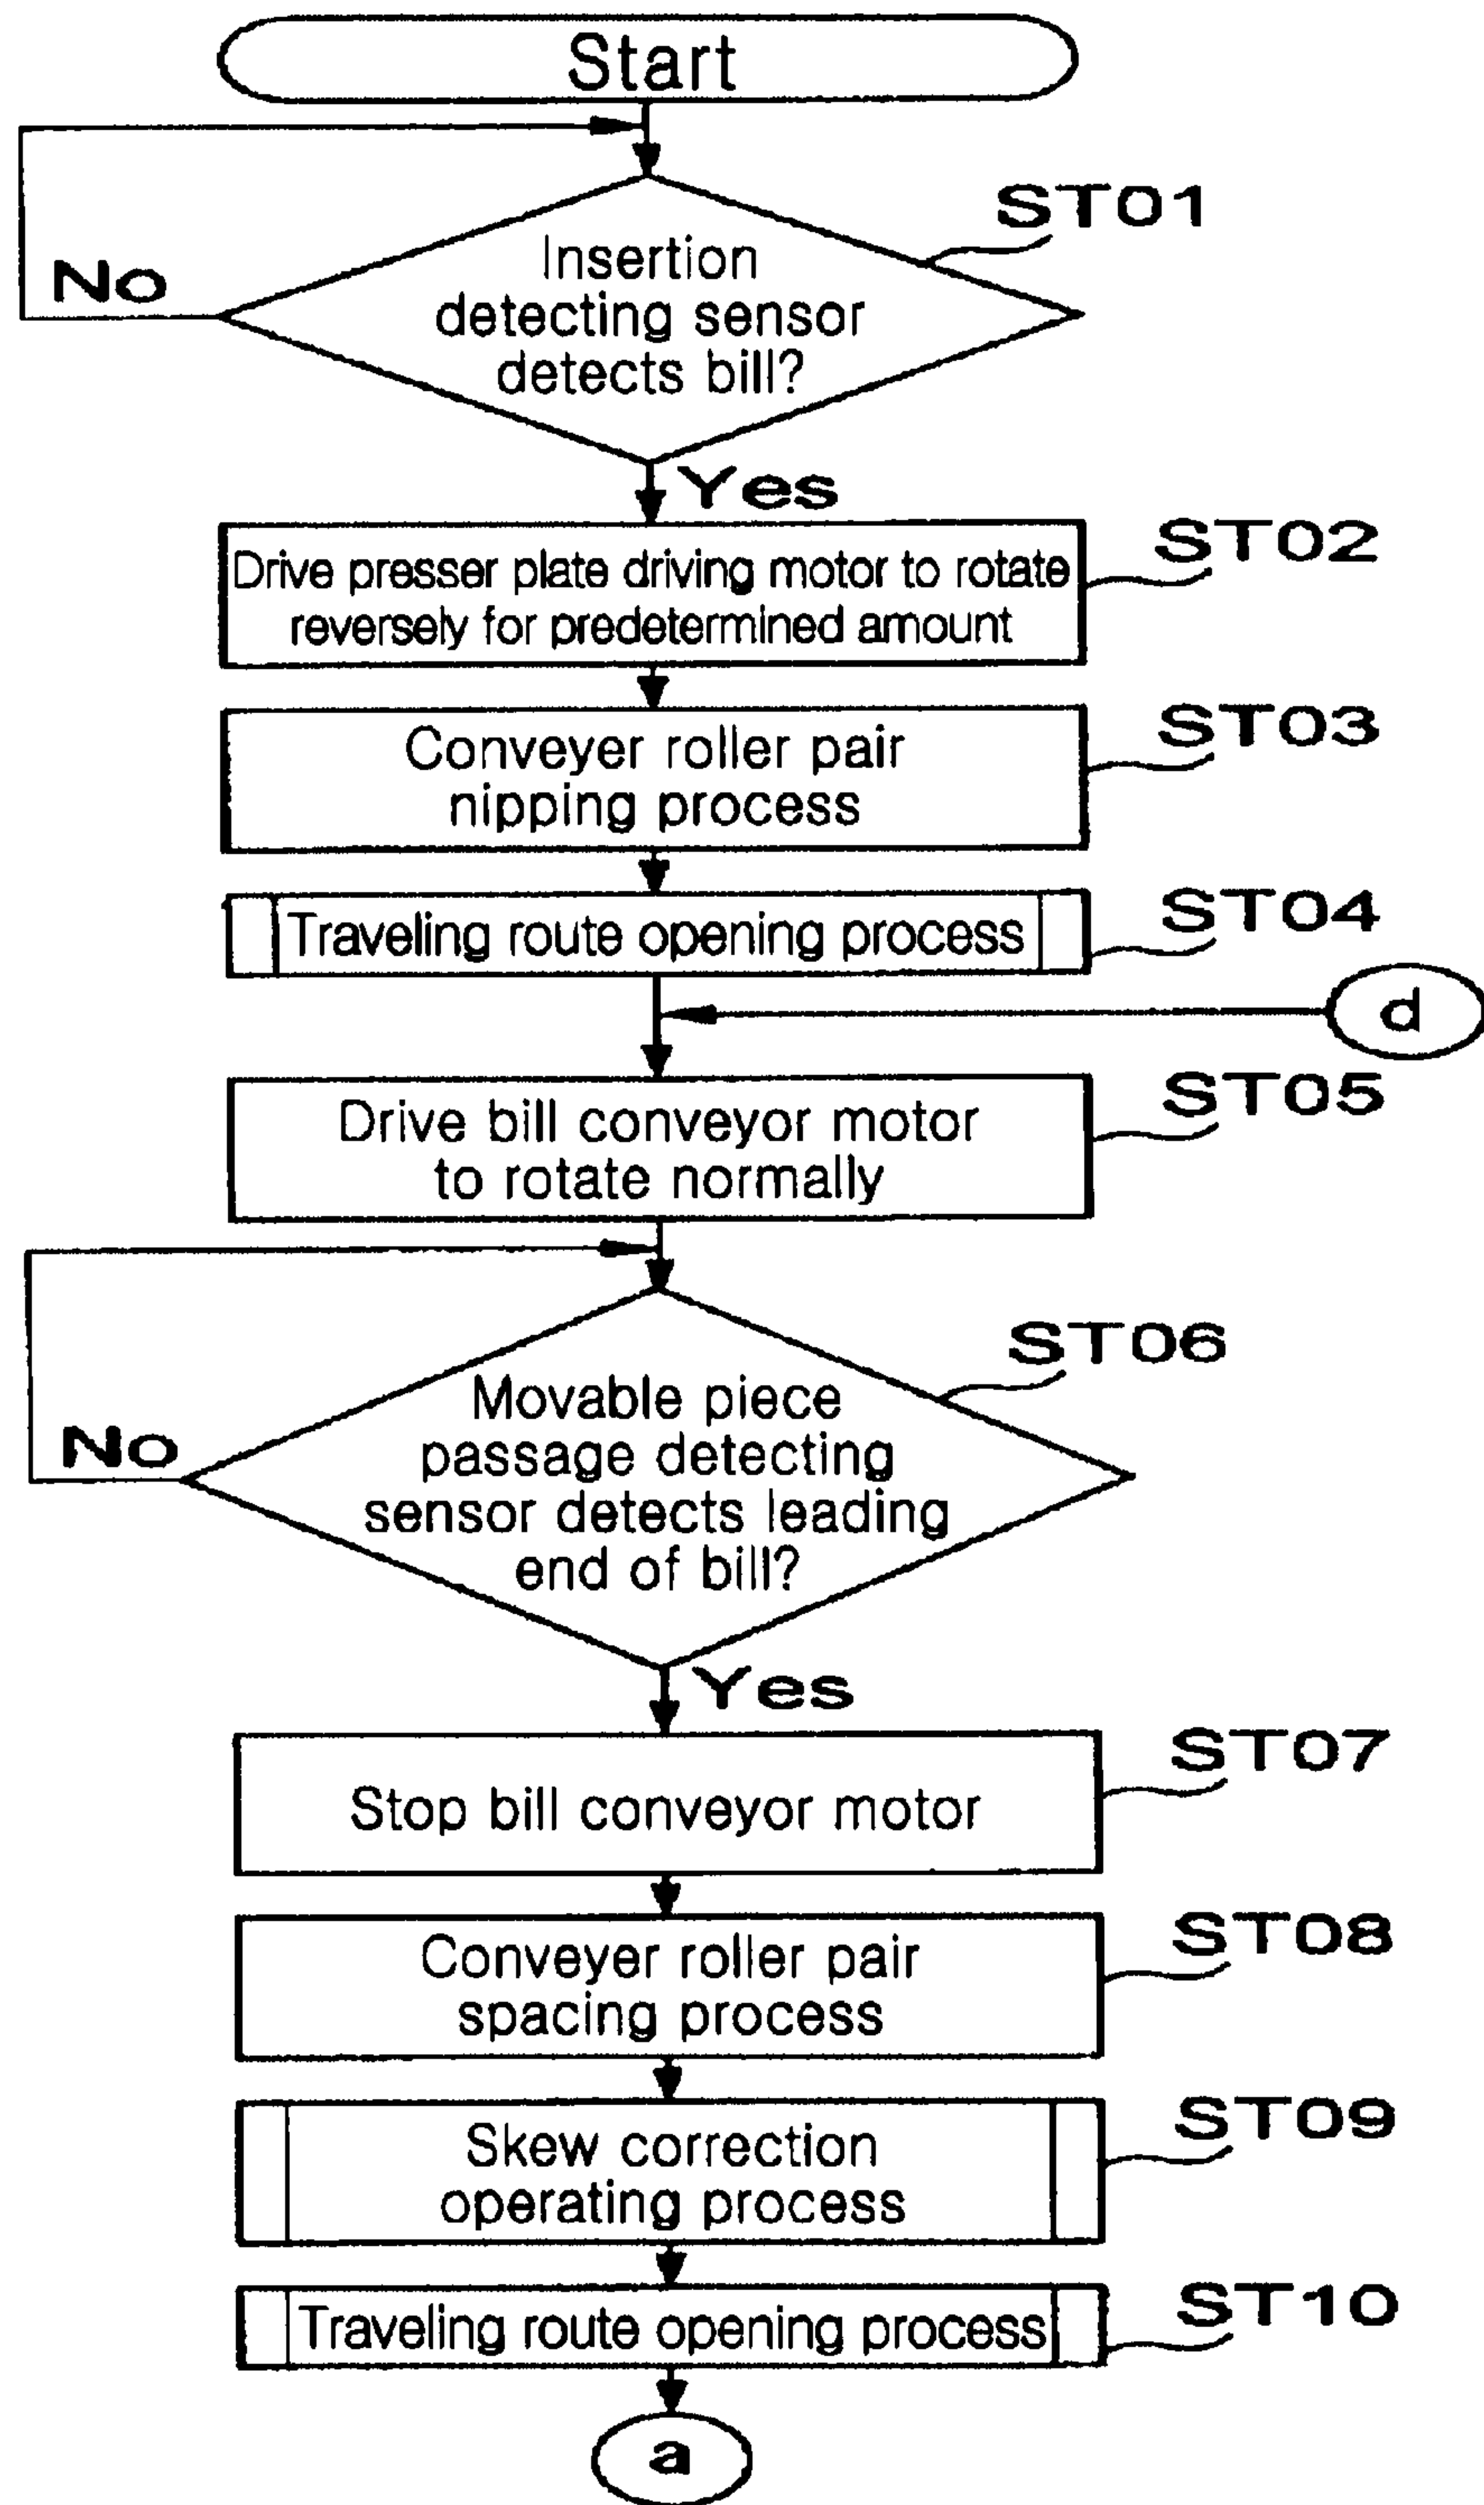 Start
ST01
Insertion
detecting sensor
detects bill?
No
Yes
ST02
Drive presser plate driving motor to rotate
reversely for predetermined amount
ST03
Conveyer roller pair
nipping process
ST04
Traveling route opening process
d
ST05
Drive bill conveyor motor
to rotate normally
ST06
Movable piece
passage detecting
sensor detects leading
end of bill?
No
Yes
ST07
Stop bill conveyor motor
ST08
Conveyer roller pair
spacing process
ST09
Skew correction
operating process
ST10
Traveling route opening process
a